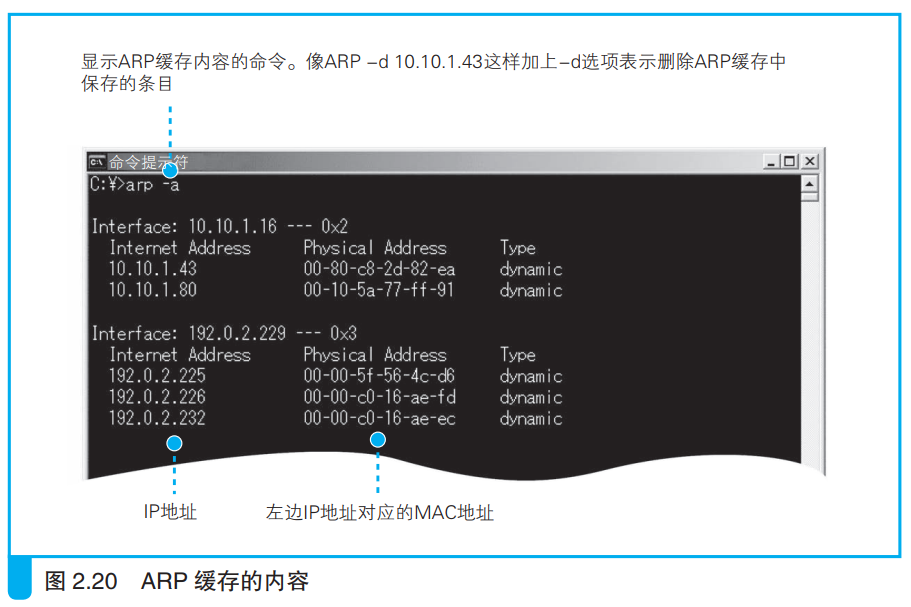 显示ARP缓存内容的命令。像ARP –d 10.10.1.43这样加上–d选项表示删除ARP缓存中
保存的条目
命令提示符
C:¥>arp -a
Interface: 10.10.1.16 --- 0x2
Internet Address Physical Address Type
10.10.1.43 00-80-c8-2d-82-ea dynamic
10.10.1.80 00-10-5a-77-ff-91 dynamic
Interface: 192.0.2.229 --- 0x3
Internet Address Physical Address Type
192.0.2.225 00-00-5f-56-4c-d6 dynamic
192.0.2.226 00-00-c0-16-ae-fd dynamic
192.0.2.232 00-00-c0-16-ae-ec dynamic
IP地址 左边IP地址对应的MAC地址
图 2.20 ARP 缓存的内容